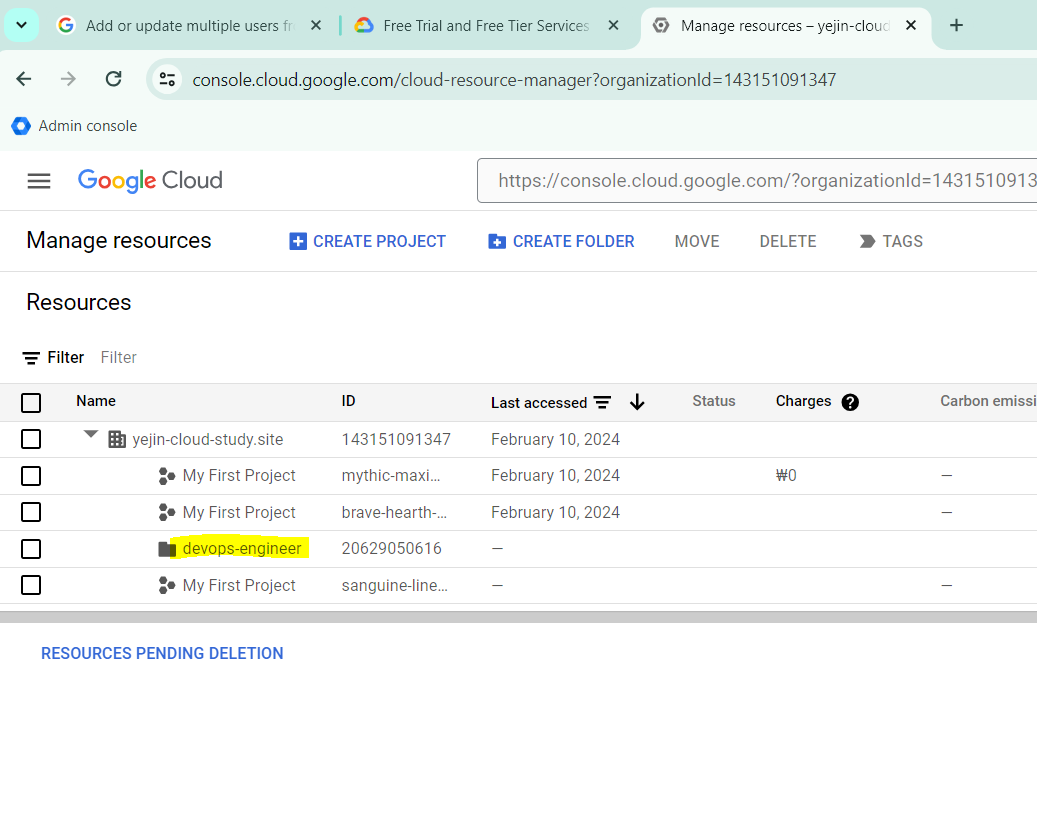 Add or update multiple users fr
Free Trial and Free Tier Services
Manage resources – yejin-cloud
console.cloud.google.com/cloud-resource-manager?organizationId=143151091347
Admin console
Google Cloud
https://console.cloud.google.com/?organizationId=1431510913
Manage resources
CREATE PROJECT
CREATE FOLDER
MOVE
DELETE
TAGS
Resources
Filter Filter
Name ID Last accessed Status Charges ? Carbon emissi
yejin-cloud-study.site 143151091347 February 10, 2024
My First Project mythic-maxi... February 10, 2024 ₩0 —
My First Project brave-hearth-... February 10, 2024 —
devops-engineer 20629050616 —
My First Project sanguine-line... — —
RESOURCES PENDING DELETION